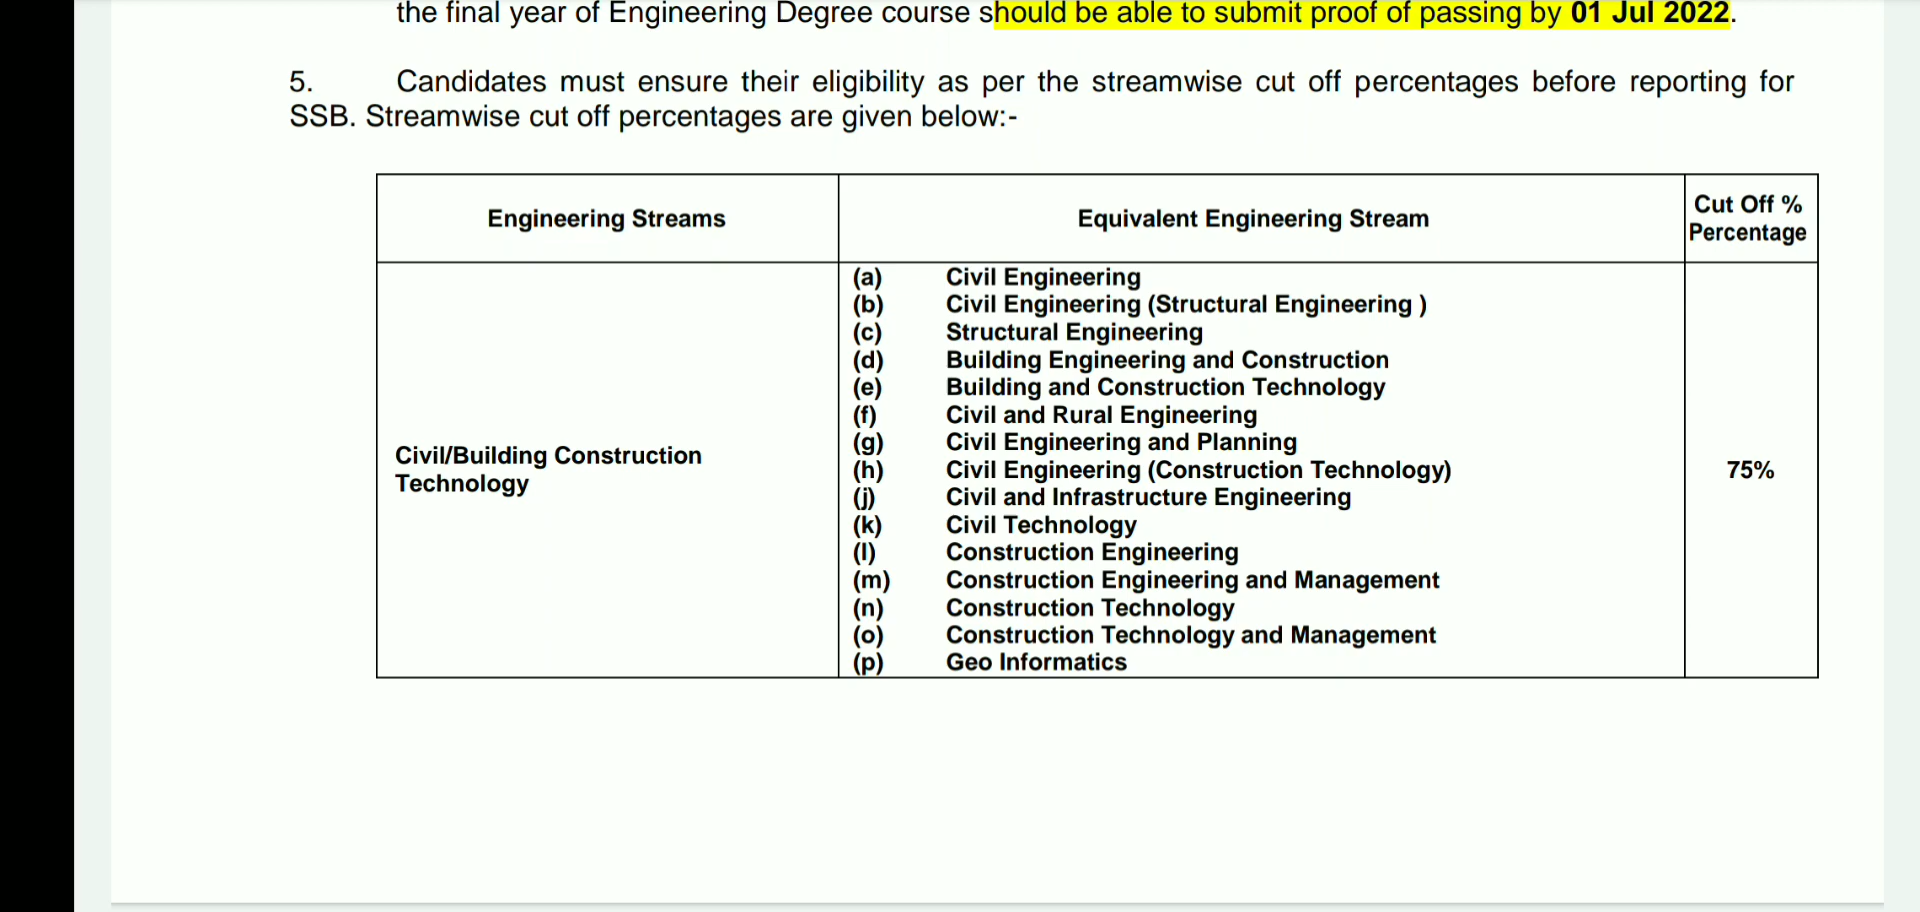 the final year of Engineering Degree course should be able to submit proof of passing by 01 Jul 2022.
5. Candidates must ensure their eligibility as per the streamwise cut off percentages before reporting for
SSB. Streamwise cut off percentages are given below:-
Engineering Streams
Equivalent Engineering Stream
Cut Off %
Percentage
Civil/Building Construction
Technology
(a) Civil Engineering
(b) Civil Engineering (Structural Engineering )
(c) Structural Engineering
(d) Building Engineering and Construction
(e) Building and Construction Technology
(f) Civil and Rural Engineering
(g) Civil Engineering and Planning
(h) Civil Engineering (Construction Technology)
(j) Civil and Infrastructure Engineering
(k) Civil Technology
(l) Construction Engineering
(m) Construction Engineering and Management
(n) Construction Technology
(o) Construction Technology and Management
(p) Geo Informatics
75%